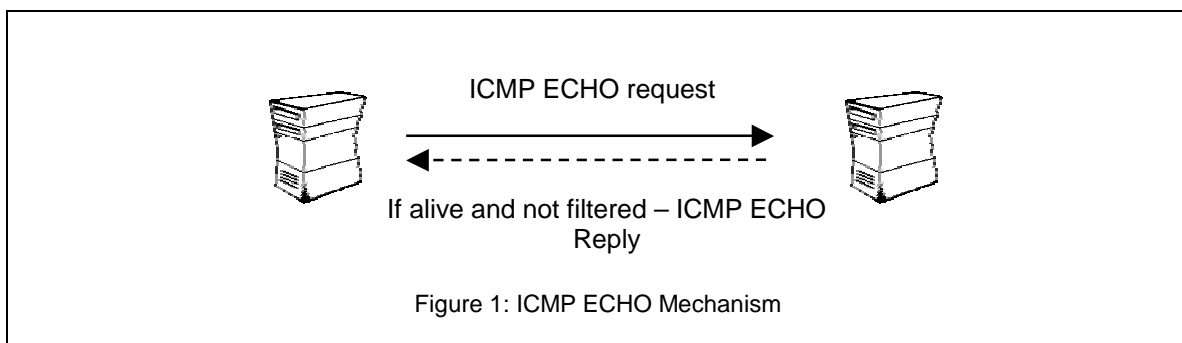 ICMP ECHO request
If alive and not filtered – ICMP ECHO
Reply
Figure 1: ICMP ECHO Mechanism